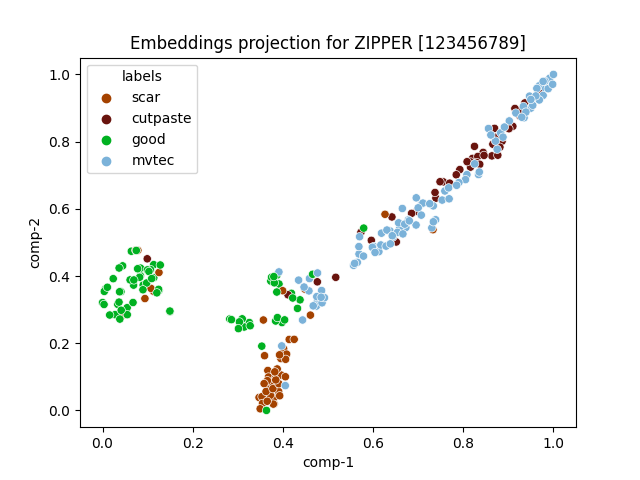 Embeddings projection for ZIPPER [123456789]
labels
scar
cutpaste
good
mvtec
comp-2
1.0
0.8
0.6
0.4
0.2
0.0
0.0 0.2 0.4 0.6 0.8 1.0
comp-1